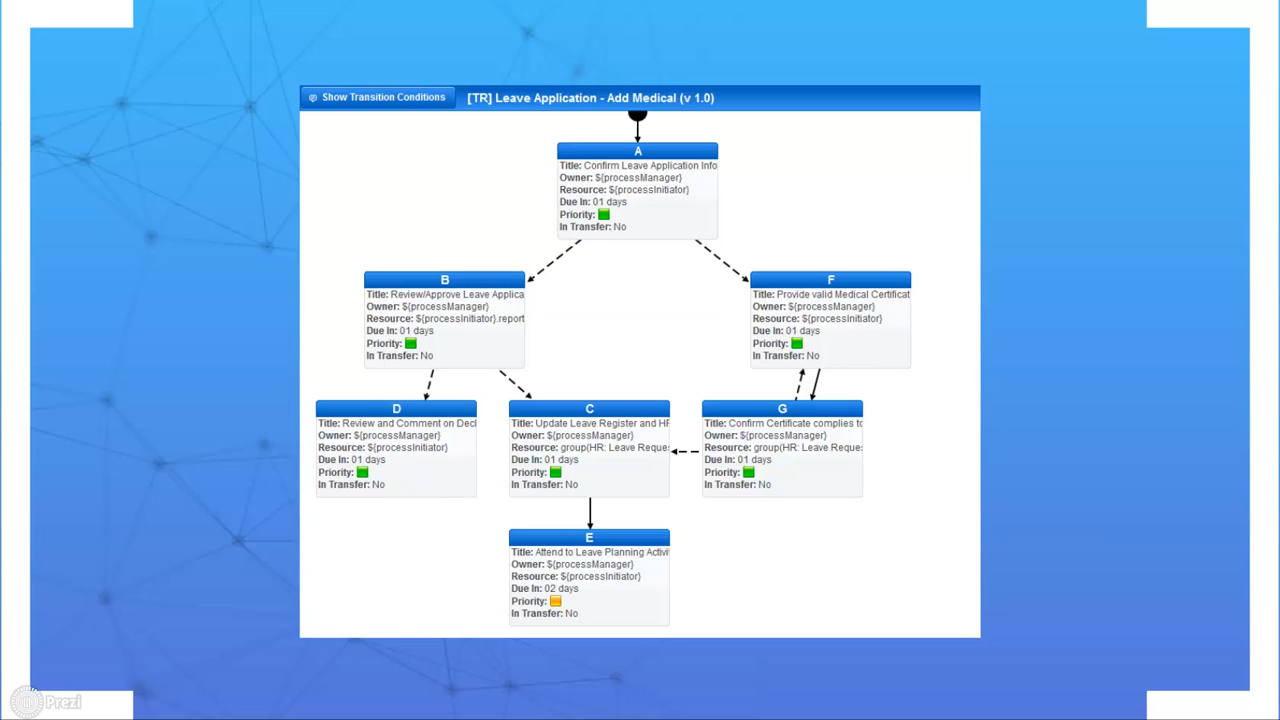 Show Transition Conditions
[TR] Leave Application - Add Medical (v 1.0)
A
Title: Confirm Leave Application Info
Owner: ${processManager}
Resource: ${processInitiator}
Due In: 01 days
Priority:
In Transfer: No
B
Title: Review/Approve Leave Applica
Owner: ${processManager}
Resource: ${processInitiator}.report
Due In: 01 days
Priority:
In Transfer: No
F
Title: Provide valid Medical Certificat
Owner: ${processManager}
Resource: ${processInitiator}
Due In: 01 days
Priority:
In Transfer: No
D
Title: Review and Comment on Decl
Owner: ${processManager}
Resource: ${processInitiator}
Due In: 01 days
Priority:
In Transfer: No
C
Title: Update Leave Register and HR
Owner: ${processManager}
Resource: group(HR: Leave Reques
Due In: 01 days
Priority:
In Transfer: No
G
Title: Confirm Certificate complies to
Owner: ${processManager}
Resource: group(HR: Leave Reques
Due In: 01 days
Priority:
In Transfer: No
E
Title: Attend to Leave Planning Activi
Owner: ${processManager}
Resource: ${processInitiator}
Due In: 02 days
Priority:
In Transfer: No
Prezi